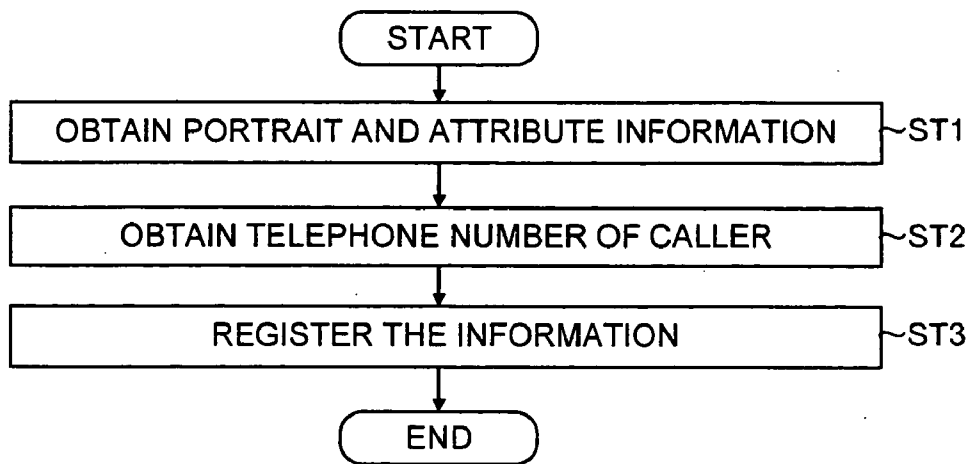 START
OBTAIN PORTRAIT AND ATTRIBUTE INFORMATION ~ST1
OBTAIN TELEPHONE NUMBER OF CALLER ~ST2
REGISTER THE INFORMATION ~ST3
END